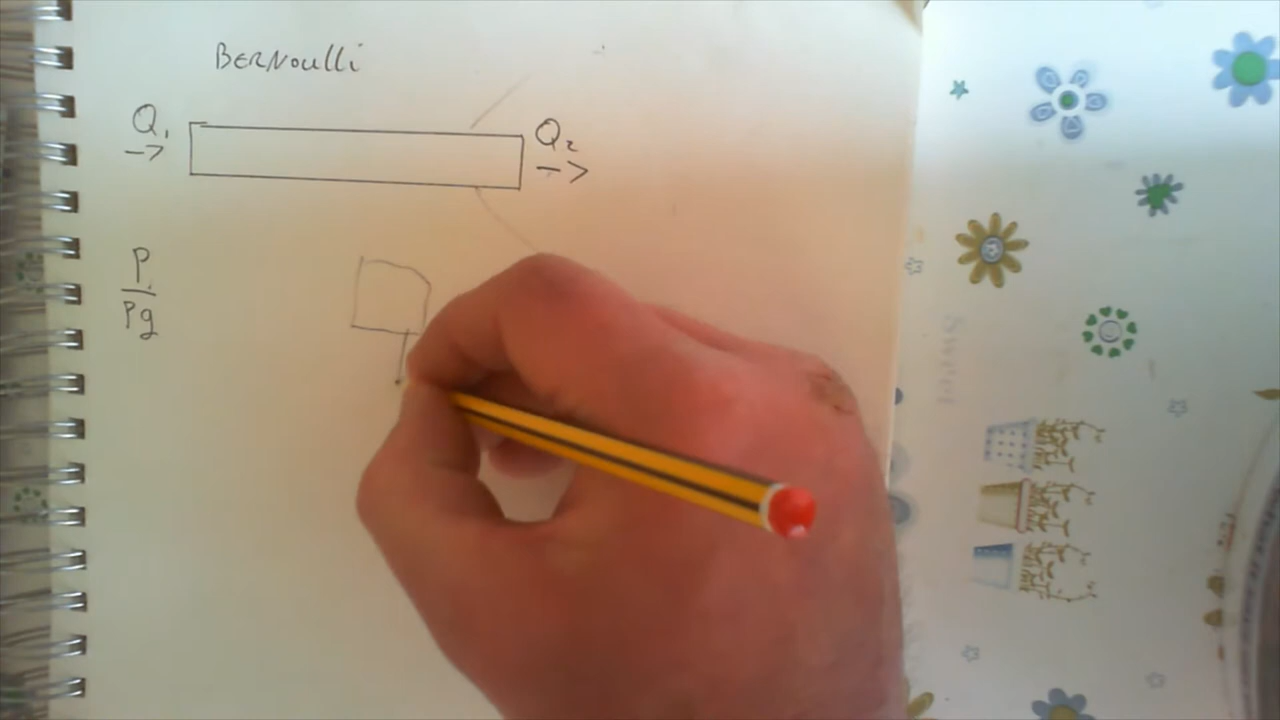 BERNoulli
Q₁ Q₂
-> ->
P₁
ρg